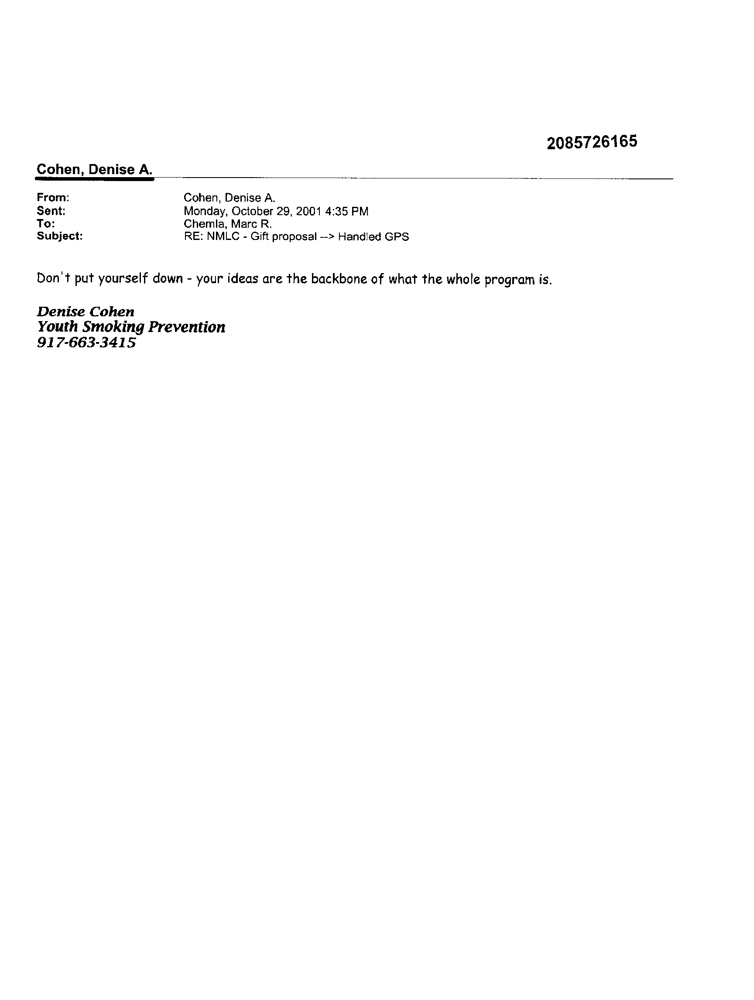 2085726165
Cohen, Denise A.
From: Cohen, Denise A.
Sent: Monday, October 29, 2001 4:35 PM
To: Chemla, Marc R.
Subject: RE: NMLC - Gift proposal --> Handled GPS
Don't put yourself down - your ideas are the backbone of what the whole program is.
Denise Cohen
Youth Smoking Prevention
917-663-3415